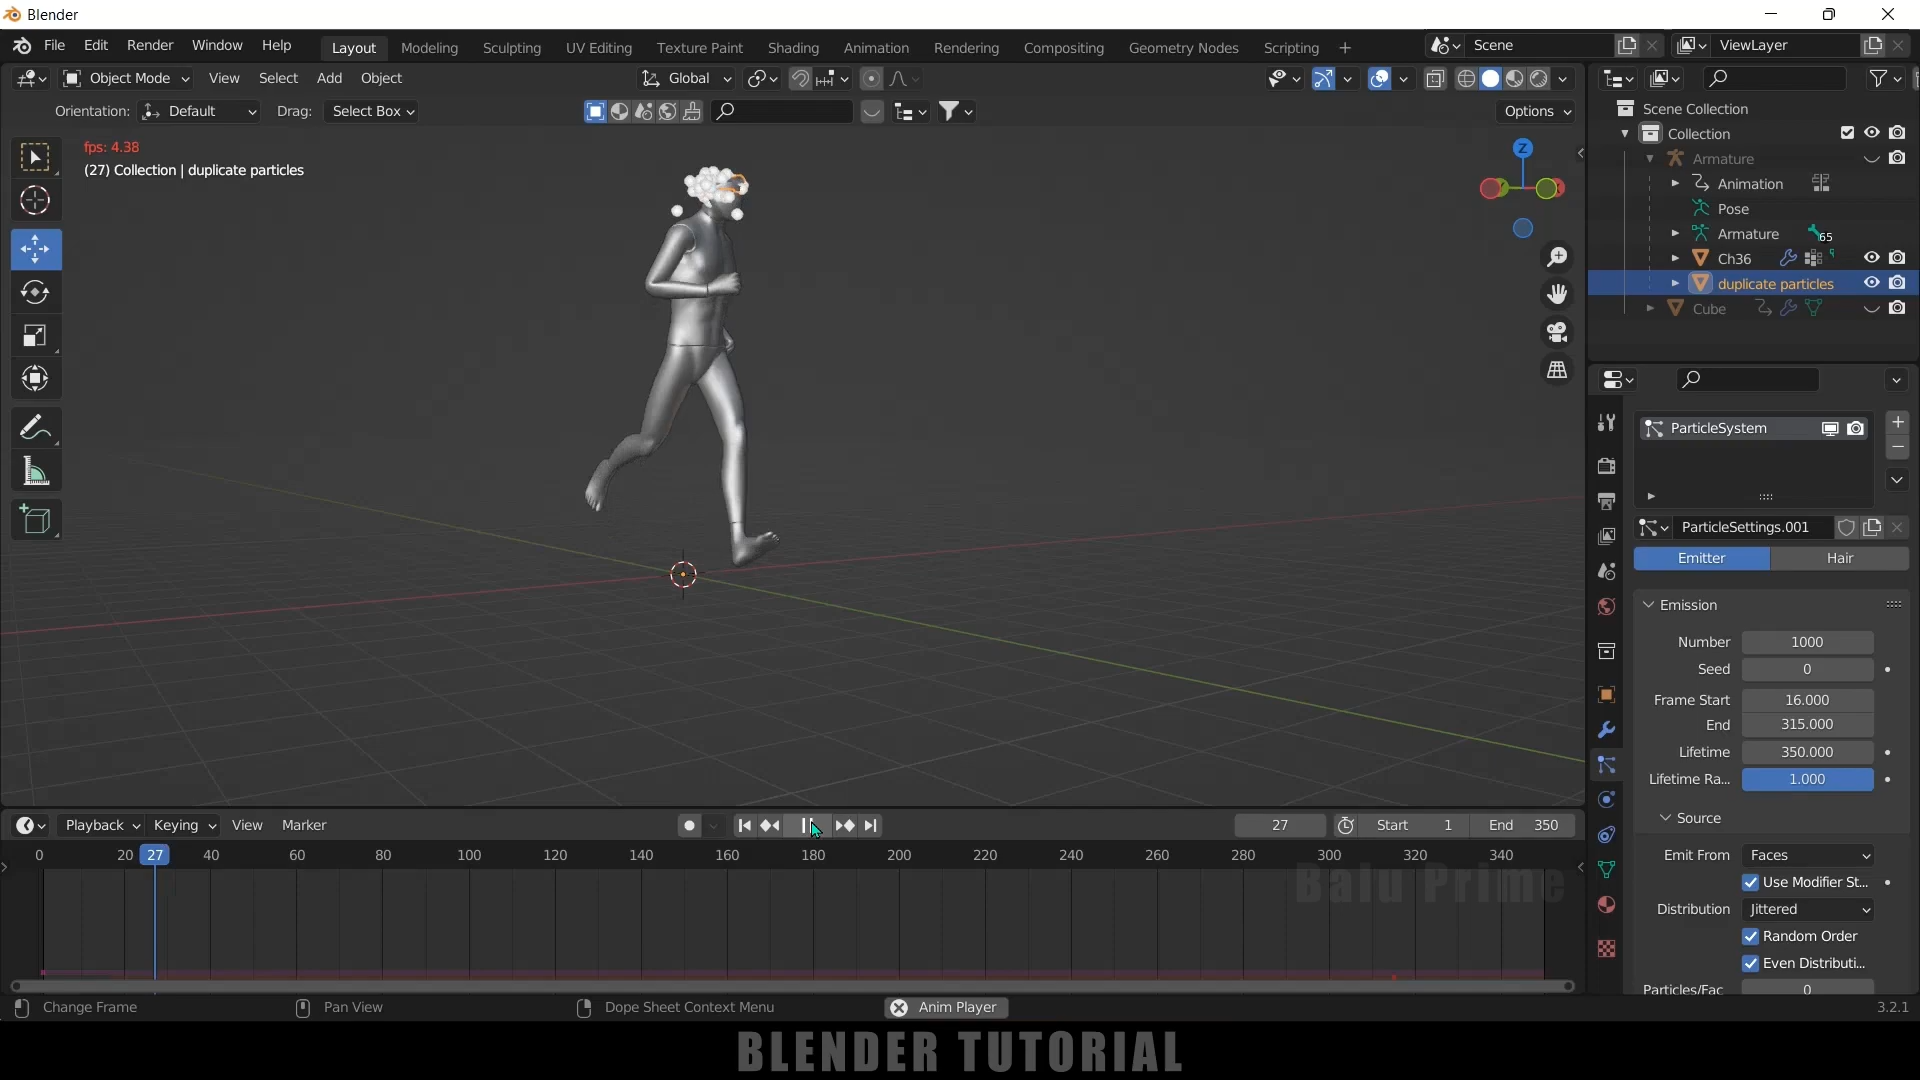 Blender
File Edit Render Window Help Layout Modeling Sculpting UV Editing Texture Paint Shading Animation Rendering Compositing Geometry Nodes Scripting + Scene ViewLayer
Object Mode View Select Add Object Global
Orientation: Default Drag: Select Box Options
fps: 4.38
(27) Collection | duplicate particles
Z
Scene Collection
Collection
Armature
Animation
Pose
Armature 65
Ch36
duplicate particles
Cube
ParticleSystem
ParticleSettings.001
Emitter Hair
Emission
Number 1000
Seed 0
Frame Start 16.000
End 315.000
Lifetime 350.000
Lifetime Ra... 1.000
Source
Emit From Faces
Use Modifier St...
Distribution Jittered
Random Order
Even Distributi...
Particles/Fac 0
Playback Keying View Marker 27 Start 1 End 350
0 20 27 40 60 80 100 120 140 160 180 200 220 240 260 280 300 320 340
Balu Prime
Change Frame Pan View Dope Sheet Context Menu Anim Player 3.2.1
BLENDER TUTORIAL